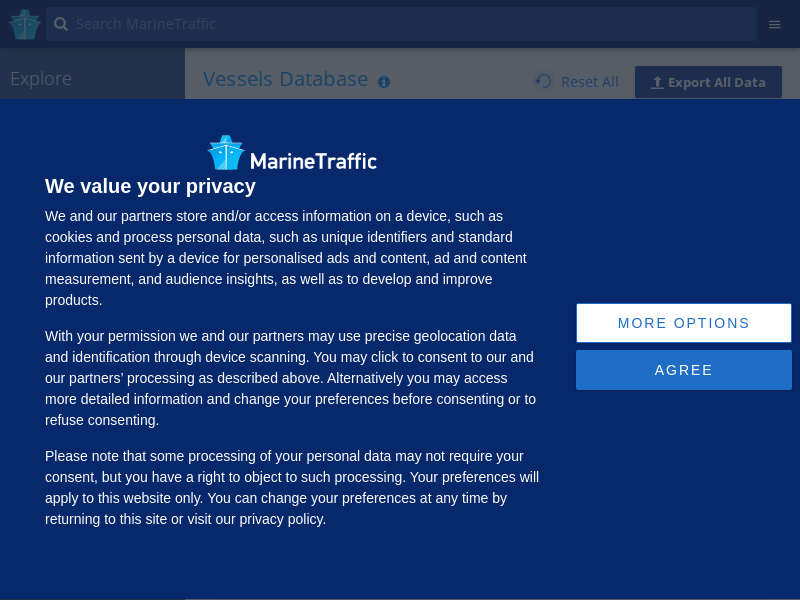 Search MarineTraffic
Explore
Vessels Database
Reset All
Export All Data
MarineTraffic
We value your privacy
We and our partners store and/or access information on a device, such as
cookies and process personal data, such as unique identifiers and standard
information sent by a device for personalised ads and content, ad and content
measurement, and audience insights, as well as to develop and improve
products.
With your permission we and our partners may use precise geolocation data
and identification through device scanning. You may click to consent to our and
our partners’ processing as described above. Alternatively you may access
more detailed information and change your preferences before consenting or to
refuse consenting.
Please note that some processing of your personal data may not require your
consent, but you have a right to object to such processing. Your preferences will
apply to this website only. You can change your preferences at any time by
returning to this site or visit our privacy policy.
MORE OPTIONS
AGREE